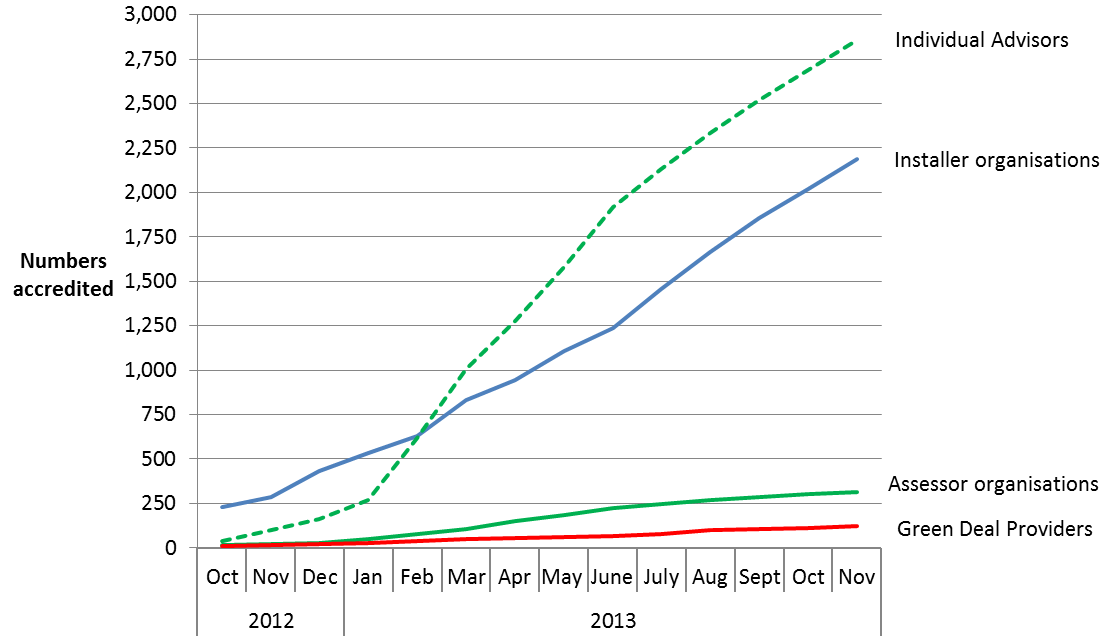 3,000
2,750
2,500
2,250
2,000
1,750
1,500
1,250
1,000
750
500
250
0
Numbers
accredited
Individual Advisors
Installer organisations
Assessor organisations
Green Deal Providers
Oct Nov Dec Jan Feb Mar Apr May June July Aug Sept Oct Nov
2012 2013